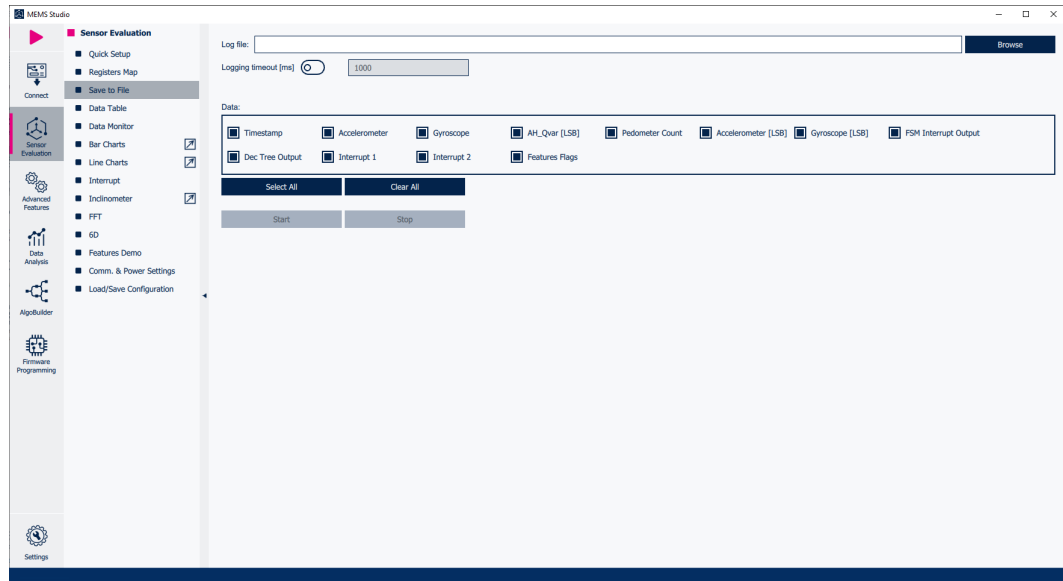 MEMS Studio
Connect
Sensor
Evaluation
Advanced
Features
Data
Analysis
AlgoBuilder
Firmware
Programming
Settings
Sensor Evaluation
Quick Setup
Registers Map
Save to File
Data Table
Data Monitor
Bar Charts
Line Charts
Interrupt
Inclinometer
FFT
6D
Features Demo
Comm. & Power Settings
Load/Save Configuration
Log file:
Browse
Logging timeout [ms]
1000
Data:
Timestamp Accelerometer Gyroscope AH_Qvar [LSB] Pedometer Count Accelerometer [LSB] Gyroscope [LSB] FSM Interrupt Output
Dec Tree Output Interrupt 1 Interrupt 2 Features Flags
Select All Clear All
Start Stop